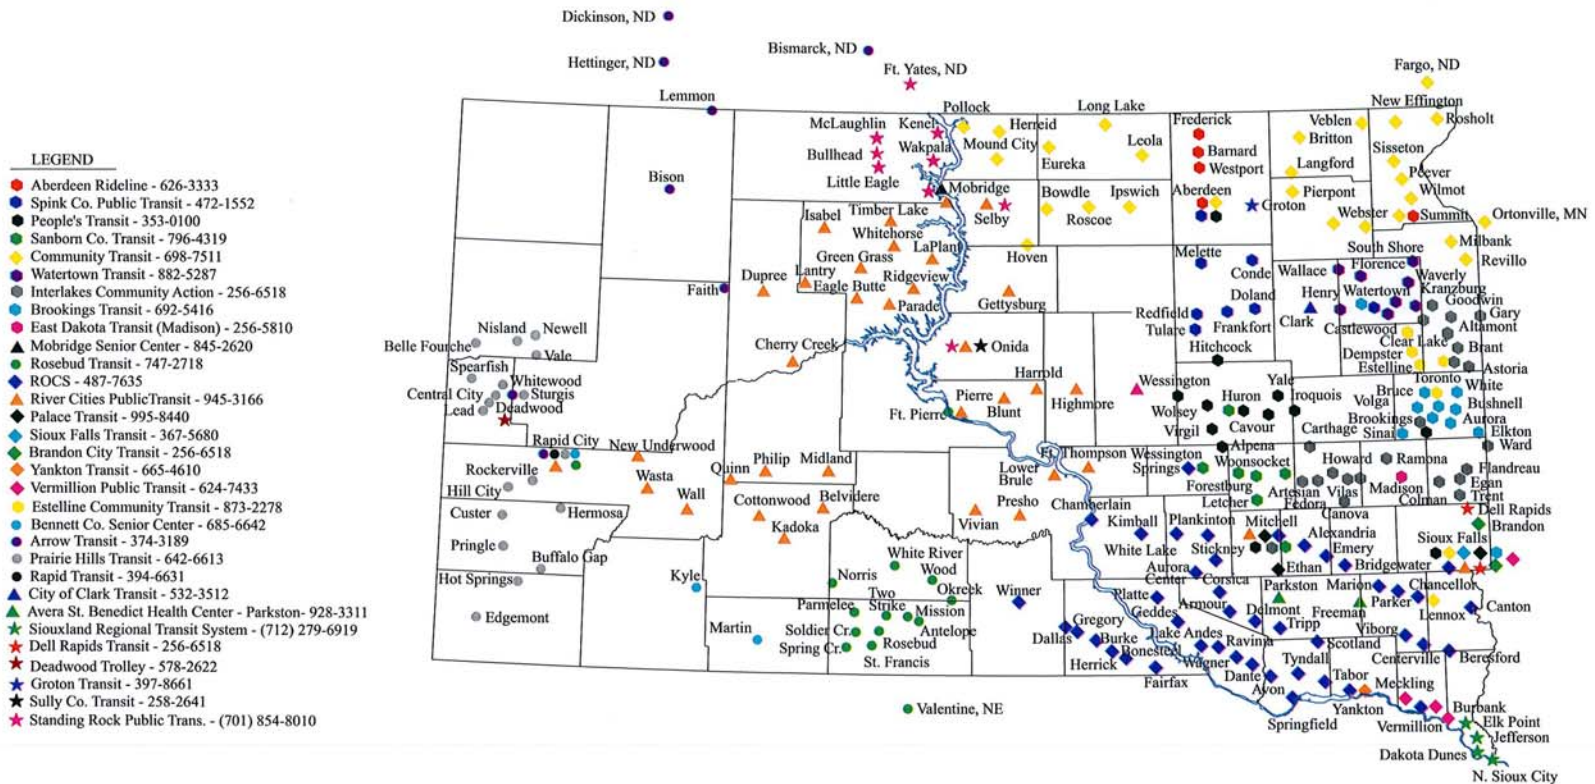 LEGEND
Aberdeen Rideline - 626-3333
Spink Co. Public Transit - 472-1552
People's Transit - 353-0100
Sanborn Co. Transit - 796-4319
Community Transit - 698-7511
Watertown Transit - 882-5287
Interlakes Community Action - 256-6518
Brookings Transit - 692-5416
East Dakota Transit (Madison) - 256-5810
Mobridge Senior Center - 845-2620
Rosebud Transit - 747-2718
ROCS - 487-7635
River Cities PublicTransit - 945-3166
Palace Transit - 995-8440
Sioux Falls Transit - 367-5680
Brandon City Transit - 256-6518
Yankton Transit - 665-4610
Vermillion Public Transit - 624-7433
Estelline Community Transit - 873-2278
Bennett Co. Senior Center - 685-6642
Arrow Transit - 374-3189
Prairie Hills Transit - 642-6613
Rapid Transit - 394-6631
City of Clark Transit - 532-3512
Avera St. Benedict Health Center - Parkston- 928-3311
Siouxland Regional Transit System - (712) 279-6919
Dell Rapids Transit - 256-6518
Deadwood Trolley - 578-2622
Groton Transit - 397-8661
Sully Co. Transit - 258-2641
Standing Rock Public Trans. - (701) 854-8010
Dickinson, ND
Hettinger, ND
Bismarck, ND
Ft. Yates, ND
Fargo, ND
Lemmon
Bison
Faith
McLaughlin
Kenel
Bullhead
Wakpala
Little Eagle
Pollock
Herreid
Mound City
Long Lake
Eureka
Leola
Frederick
Barnard
Westport
Aberdeen
Groton
Veblen
Britton
New Effington
Rosholt
Sisseton
Langford
Peever
Pierpont
Wilmot
Webster
Summit
Ortonville, MN
Milbank
Revillo
Mobridge
Selby
Bowdle
Ipswich
Roscoe
Hoven
Isabel
Timber Lake
Whitehorse
LaPlant
Green Grass
Lantry
Ridgeview
Dupree
Eagle Butte
Parade
Gettysburg
Cherry Creek
Onida
Melette
Conde
Doland
Redfield
Tulare
Frankfort
Hitchcock
South Shore
Wallace
Florence
Waverly
Kranzburg
Henry
Watertown
Goodwin
Gary
Clark
Castlewood
Altamont
Clear Lake
Dempster
Brant
Estelline
Astoria
Nisland
Newell
Belle Fourche
Vale
Spearfish
Whitewood
Central City
Sturgis
Lead
Deadwood
Rapid City
New Underwood
Rockerville
Hill City
Wasta
Wall
Custer
Hermosa
Pringle
Buffalo Gap
Hot Springs
Edgemont
Quinn
Philip
Midland
Cottonwood
Belvidere
Kadoka
Harrold
Pierre
Blunt
Ft. Pierre
Highmore
Wessington
Wolsey
Virgil
Huron
Yale
Iroquois
Cavour
Alpena
Toronto
Bruce
White
Volga
Bushnell
Brookings
Aurora
Sinai
Elkton
Carthage
Ward
Ft. Thompson
Lower
Brule
Wessington
Springs
Woonsocket
Forestburg
Letcher
Artesian
Fedora
Howard
Vilas
Ramona
Madison
Flandreau
Egan
Trent
Colman
Canova
Dell Rapids
Brandon
Vivian
Presho
Chamberlain
Kimball
Plankinton
White Lake
Stickney
Mitchell
Alexandria
Emery
Ethan
Bridgewater
Sioux Falls
Aurora
Center
Kyle
Martin
White River
Wood
Norris
Okreek
Two
Strike
Parmelee
Mission
Soldier Cr.
Antelope
Spring Cr.
Rosebud
St. Francis
Valentine, NE
Winner
Platte
Corsica
Geddes
Armour
Delmont
Parkston
Tripp
Freeman
Marion
Parker
Chancellor
Lennox
Canton
Gregory
Dallas
Burke
Bonesteel
Herrick
Fairfax
Lake Andes
Wagner
Ravinia
Dante
Avon
Scotland
Tyndall
Tabor
Springfield
Viborg
Centerville
Beresford
Meckling
Yankton
Vermillion
Burbank
Elk Point
Jefferson
Dakota Dunes
N. Sioux City